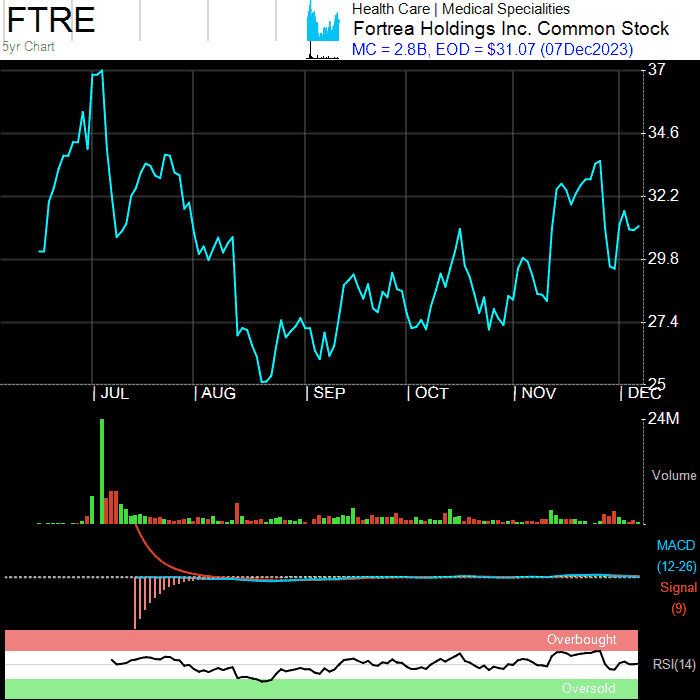 FTRE
5yr Chart
Health Care | Medical Specialities
Fortrea Holdings Inc. Common Stock
MC = 2.8B, EOD = $31.07 (07Dec2023)
37
34.6
32.2
29.8
27.4
25
| JUL | AUG | SEP | OCT | NOV | DEC
24M
Volume
MACD
(12-26)
Signal
(9)
Overbought
RSI(14)
Oversold